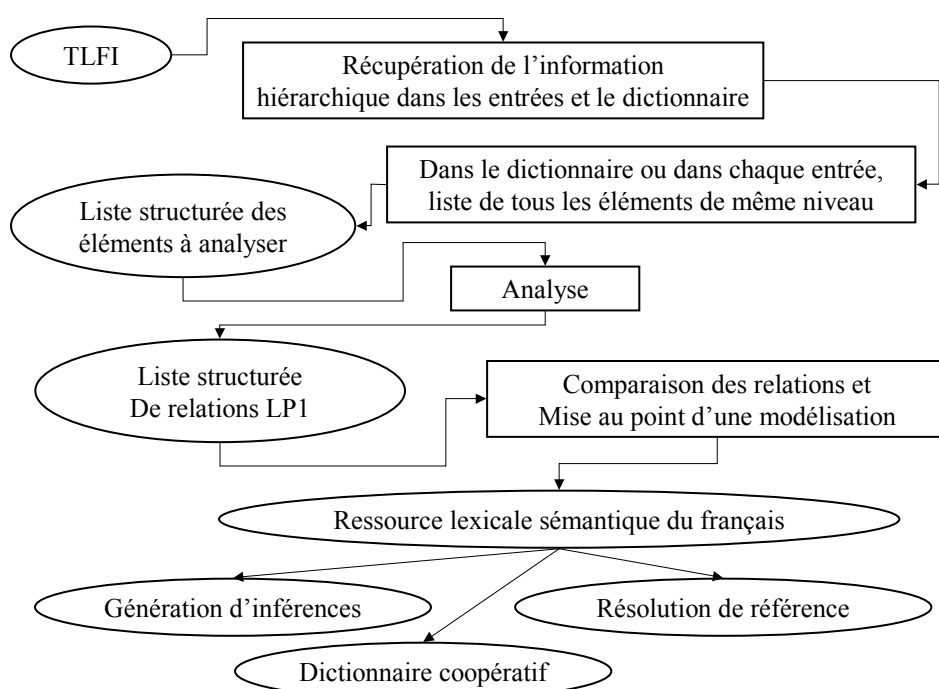 TLFI
Récupération de l’information
hiérarchique dans les entrées et le dictionnaire
Dans le dictionnaire ou dans chaque entrée,
liste de tous les éléments de même niveau
Liste structurée des
éléments à analyser
Analyse
Liste structurée
De relations LP1
Comparaison des relations et
Mise au point d’une modélisation
Ressource lexicale sémantique du français
Génération d’inférences
Résolution de référence
Dictionnaire coopératif